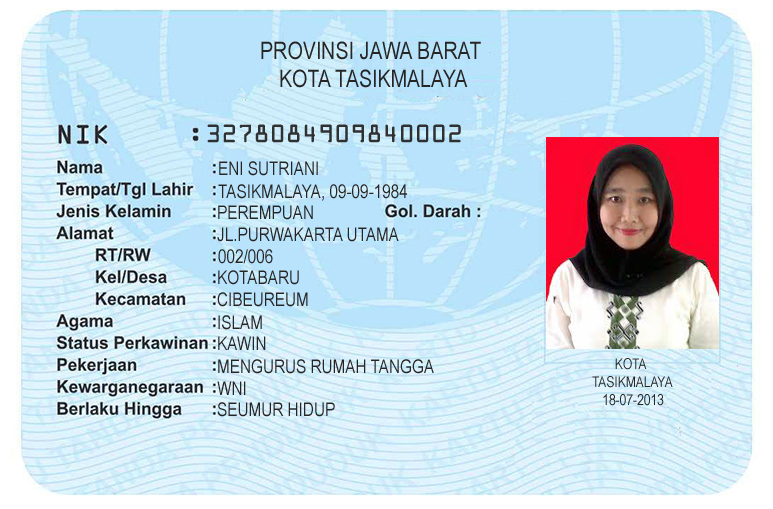 PROVINSI JAWA BARAT
KOTA TASIKMALAYA
NIK : 3278084909840002
Nama : ENI SUTRIANI
Tempat/Tgl Lahir : TASIKMALAYA, 09-09-1984
Jenis Kelamin : PEREMPUAN Gol. Darah :
Alamat : JL.PURWAKARTA UTAMA
RT/RW : 002/006
Kel/Desa : KOTABARU
Kecamatan : CIBEUREUM
Agama : ISLAM
Status Perkawinan : KAWIN
Pekerjaan : MENGURUS RUMAH TANGGA
Kewarganegaraan : WNI
Berlaku Hingga : SEUMUR HIDUP
KOTA
TASIKMALAYA
18-07-2013